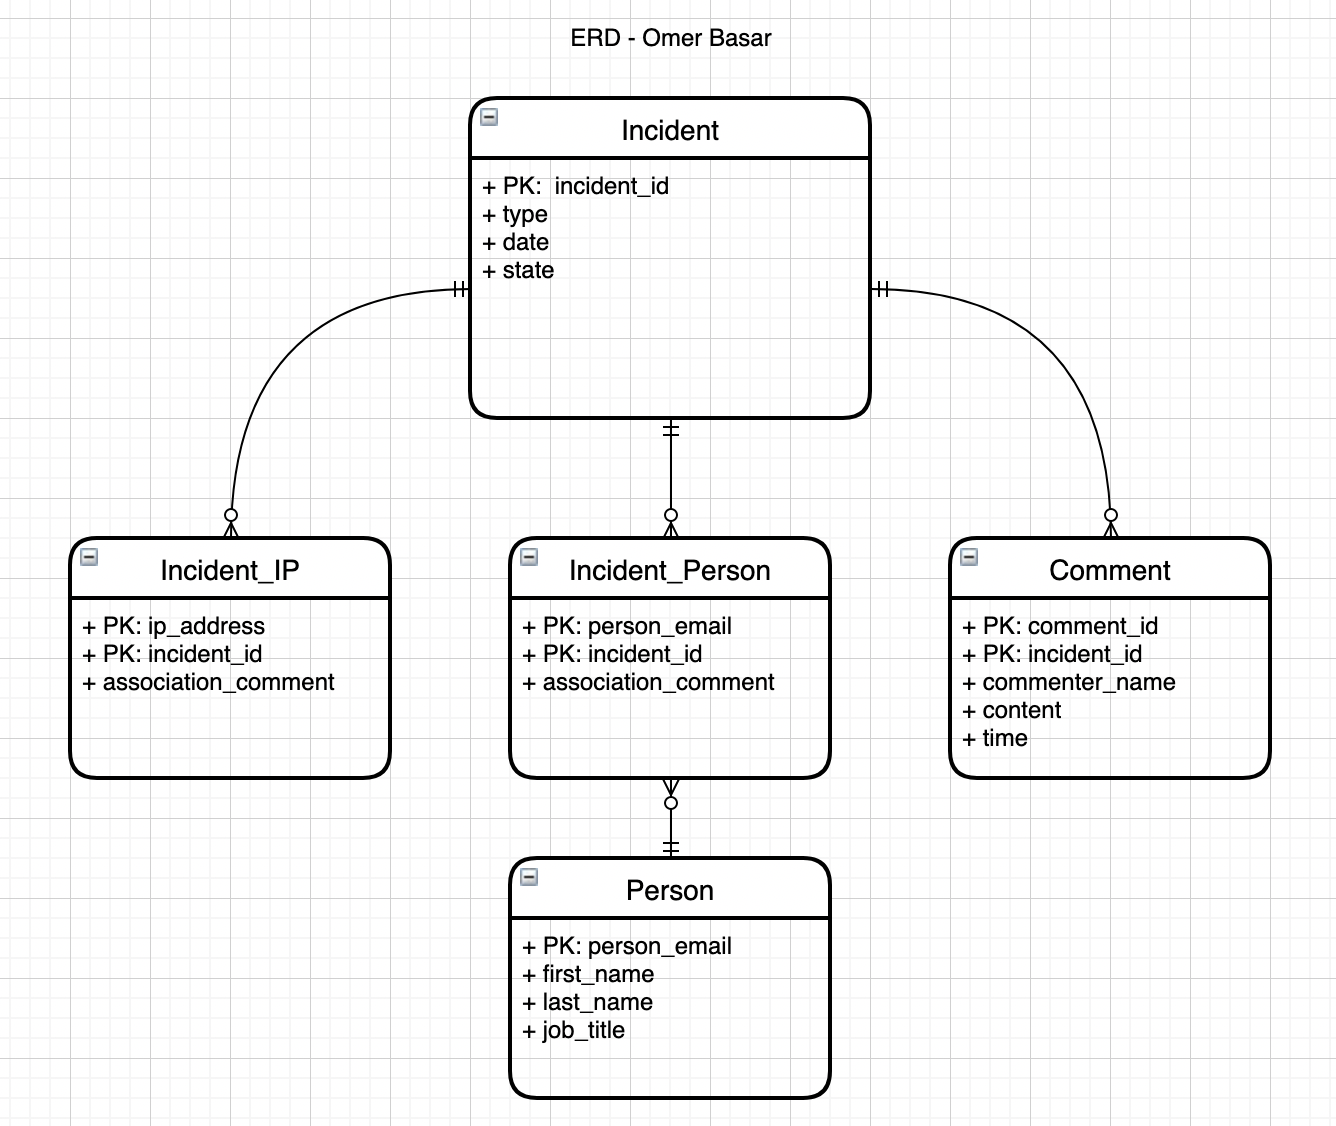 ERD - Omer Basar
Incident
+ PK:  incident_id
+ type
+ date
+ state
Incident_IP
+ PK: ip_address
+ PK: incident_id
+ association_comment
Incident_Person
+ PK: person_email
+ PK: incident_id
+ association_comment
Comment
+ PK: comment_id
+ PK: incident_id
+ commenter_name
+ content
+ time
Person
+ PK: person_email
+ first_name
+ last_name
+ job_title